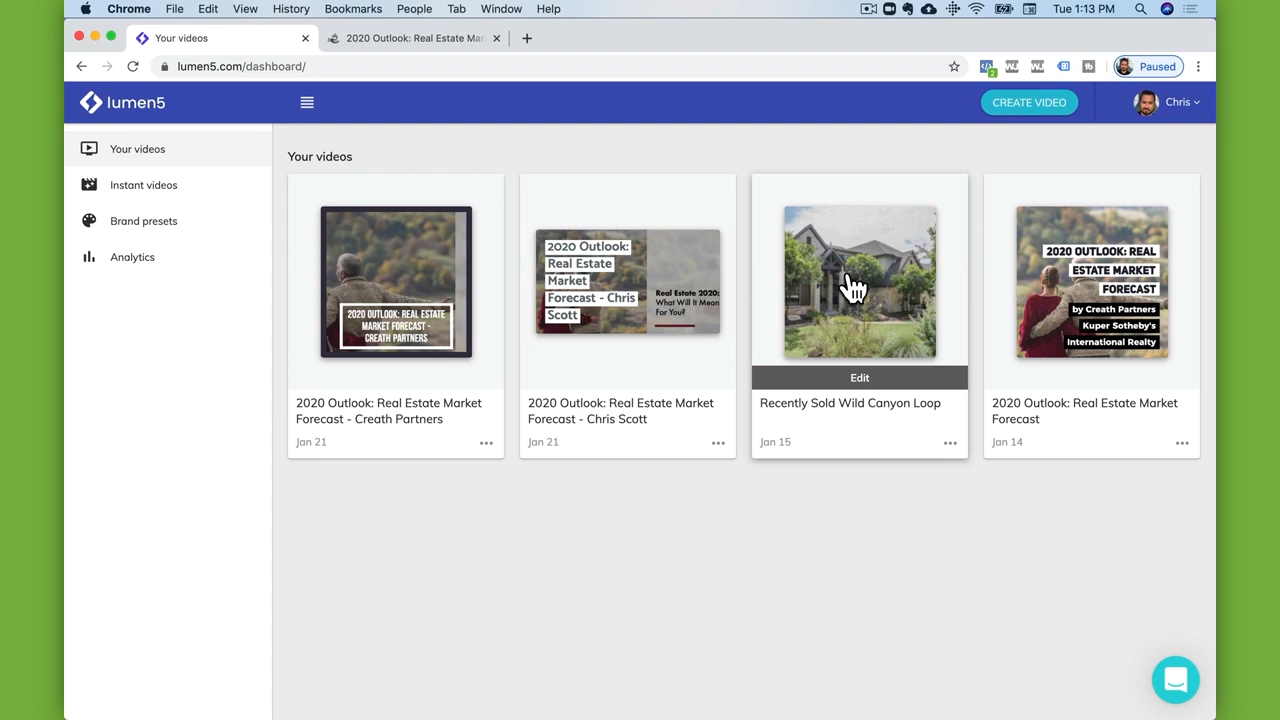 Chrome File Edit View History Bookmarks People Tab Window Help Tue 1:13 PM
Your videos 2020 Outlook: Real Estate Mar
lumen5.com/dashboard/ 2 Paused
lumen5 CREATE VIDEO Chris
Your videos
Instant videos
Brand presets
Analytics
Your videos
2020 OUTLOOK: REAL ESTATE
MARKET FORECAST -
CREATH PARTNERS
2020 Outlook: Real Estate Market
Forecast - Creath Partners
Jan 21
2020 Outlook:
Real Estate
Market
Forecast - Chris
Scott
Real Estate 2020:
What Will It Mean
For You?
2020 Outlook: Real Estate Market
Forecast - Chris Scott
Jan 21
Edit
Recently Sold Wild Canyon Loop
Jan 15
2020 OUTLOOK: REAL
ESTATE MARKET
FORECAST
by Creath Partners
Kuper Sotheby's
International Realty
2020 Outlook: Real Estate Market
Forecast
Jan 14